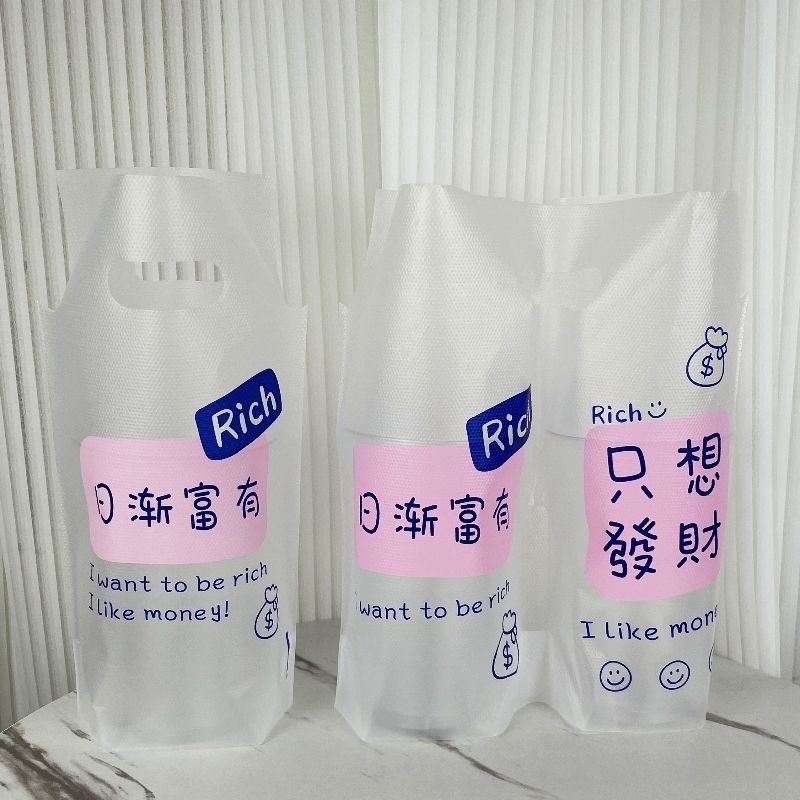 Rich
日渐富有
I want to be rich
I like money!
$
Ric
日渐富有
want to be rich
$
$
Rich
只想
發財
I like mone